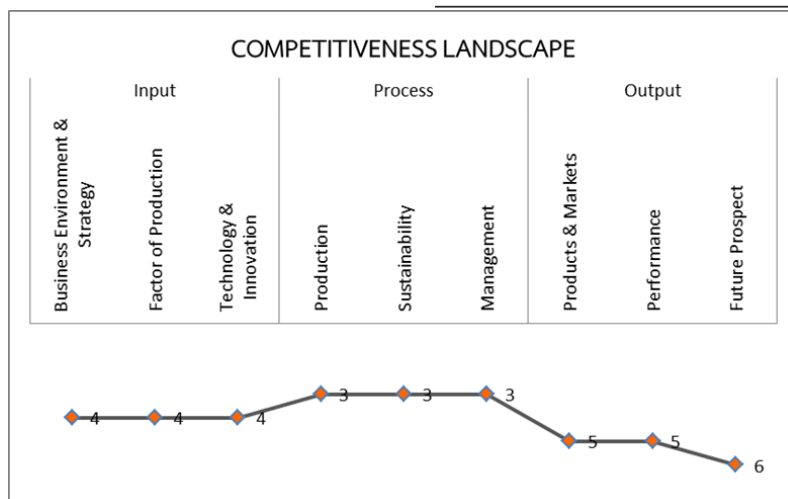 COMPETITIVENESS LANDSCAPE
Input
Process
Output
Business Environment &
Strategy
Factor of Production
Technology &
Innovation
Production
Sustainability
Management
Products & Markets
Performance
Future Prospect
4
4
4
3
3
3
5
5
6